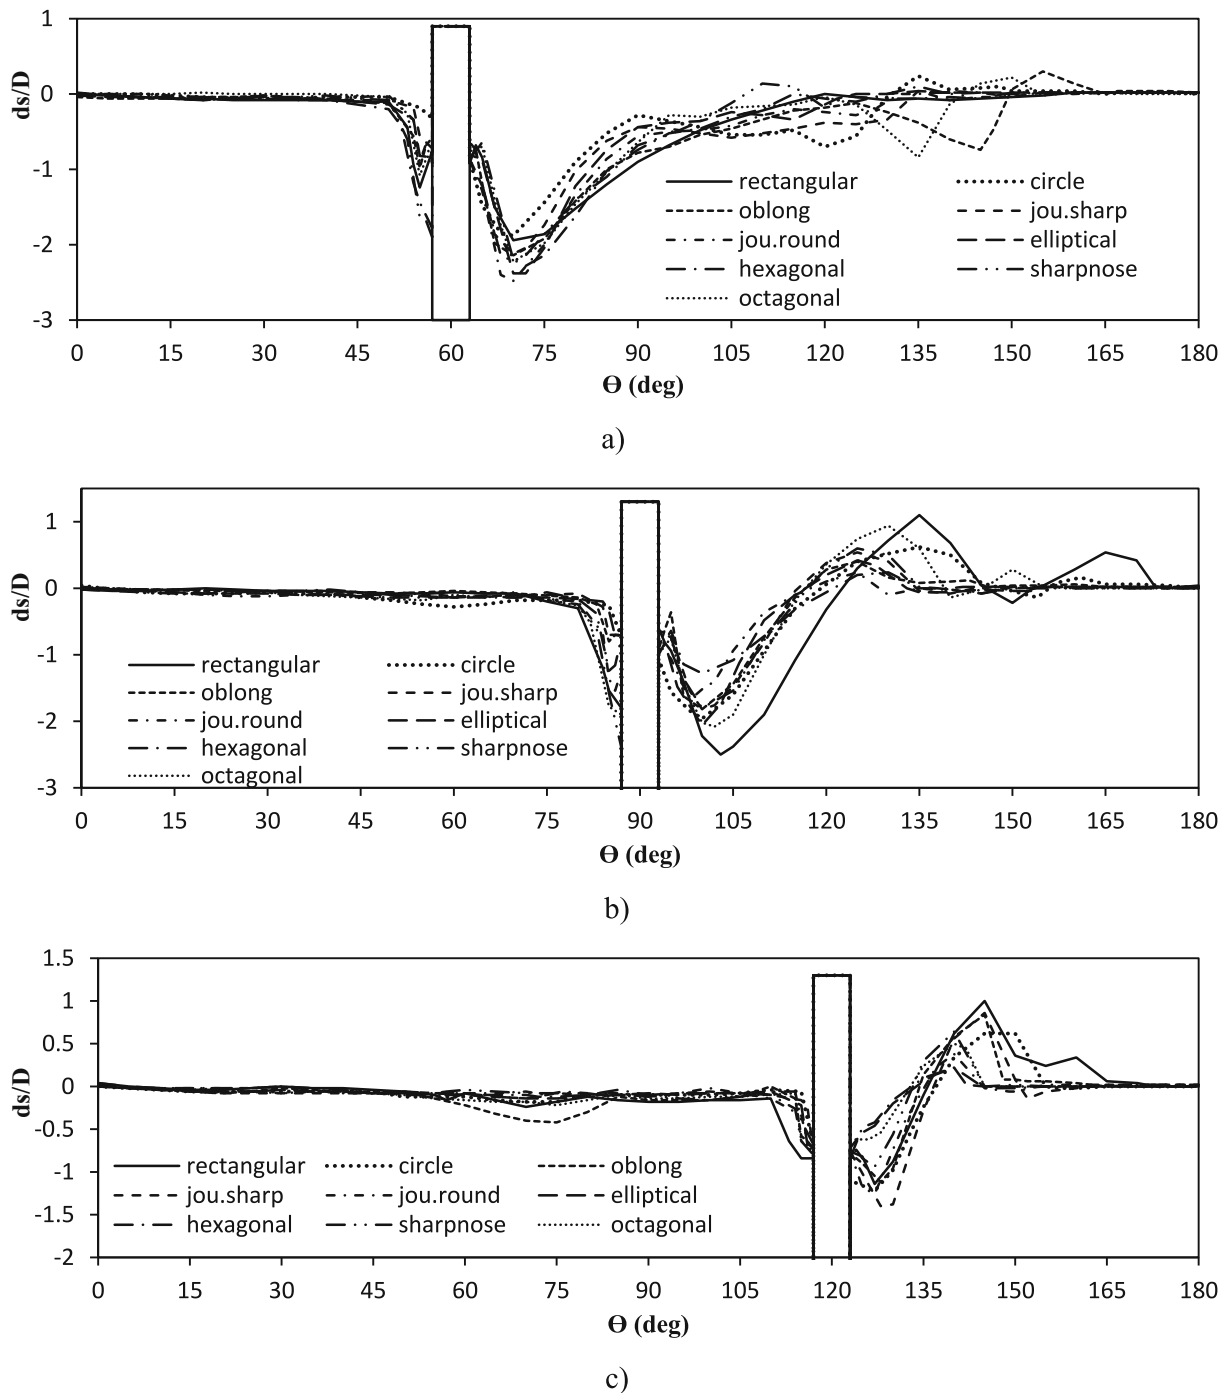 1
0
-1
-2
-3
ds/D
rectangular
circle
oblong
jou.sharp
jou.round
elliptical
hexagonal
sharpnose
octagonal
0 15 30 45 60 75 90 105 120 135 150 165 180
Ө (deg)
a)
1
0
-1
-2
-3
ds/D
rectangular
circle
oblong
jou.sharp
jou.round
elliptical
hexagonal
sharpnose
octagonal
0 15 30 45 60 75 90 105 120 135 150 165 180
Ө (deg)
b)
1.5
1
0.5
0
-0.5
-1
-1.5
-2
ds/D
rectangular
circle
oblong
jou.sharp
jou.round
elliptical
hexagonal
sharpnose
octagonal
0 15 30 45 60 75 90 105 120 135 150 165 180
Ө (deg)
c)